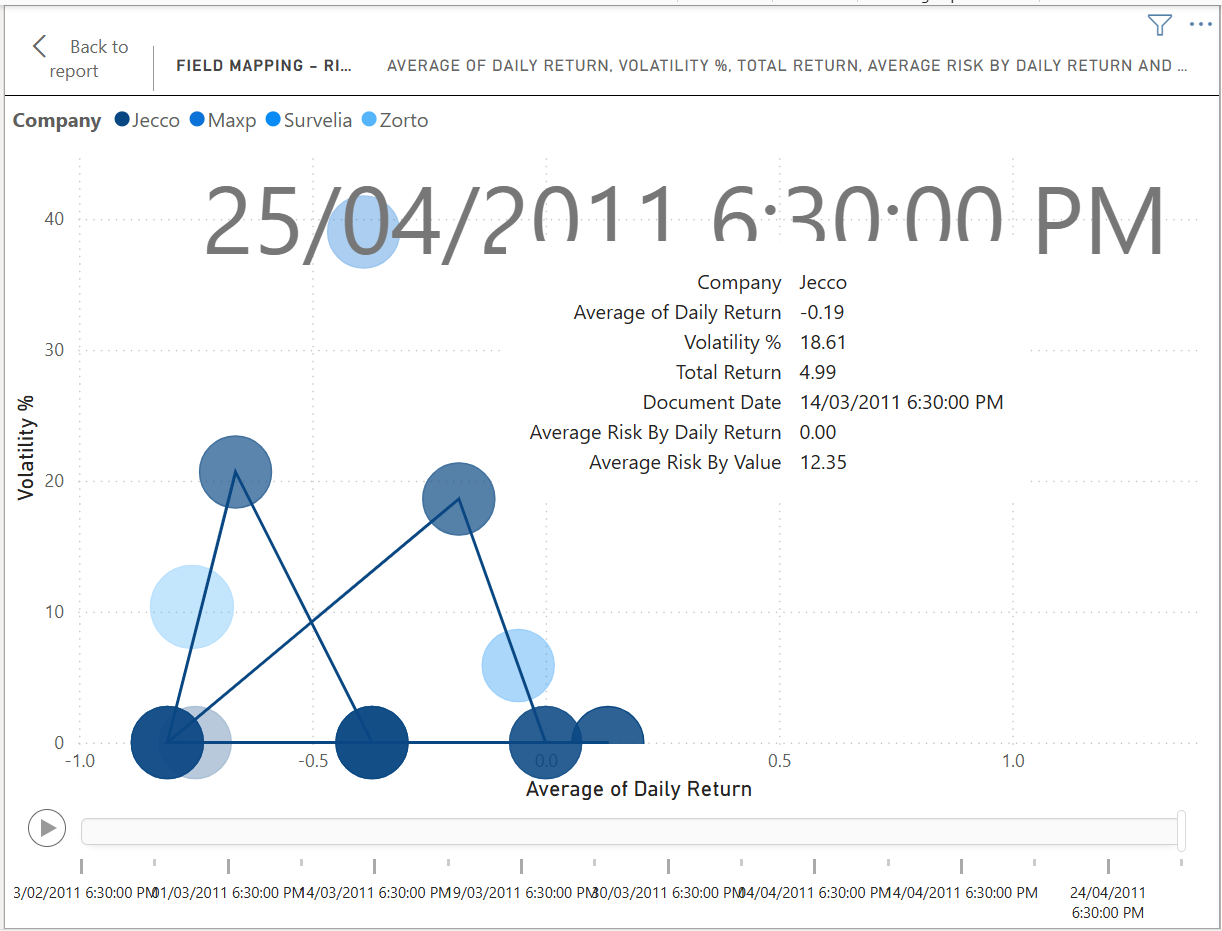 Back to
report
FIELD MAPPING – RI...
AVERAGE OF DAILY RETURN, VOLATILITY %, TOTAL RETURN, AVERAGE RISK BY DAILY RETURN AND ...
Company Jecco Maxp Survelia Zorto
25/04/2011 6:30:00 PM
Company Jecco
Average of Daily Return -0.19
Volatility % 18.61
Total Return 4.99
Document Date 14/03/2011 6:30:00 PM
Average Risk By Daily Return 0.00
Average Risk By Value 12.35
Volatility %
40
30
20
10
0
-1.0 -0.5 0.0 0.5 1.0
Average of Daily Return
3/02/2011 6:30:00 PM 01/03/2011 6:30:00 PM 14/03/2011 6:30:00 PM 19/03/2011 6:30:00 PM 30/03/2011 6:30:00 PM 04/04/2011 6:30:00 PM 14/04/2011 6:30:00 PM 24/04/2011
6:30:00 PM